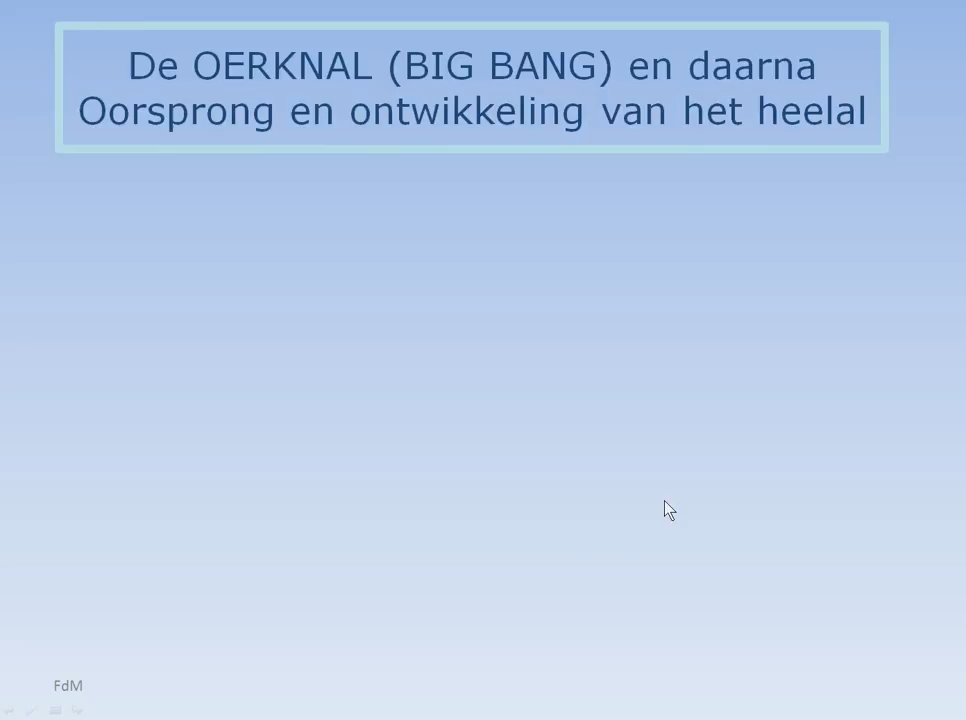 De OERKNAL (BIG BANG) en daarna
Oorsprong en ontwikkeling van het heelal
FdM